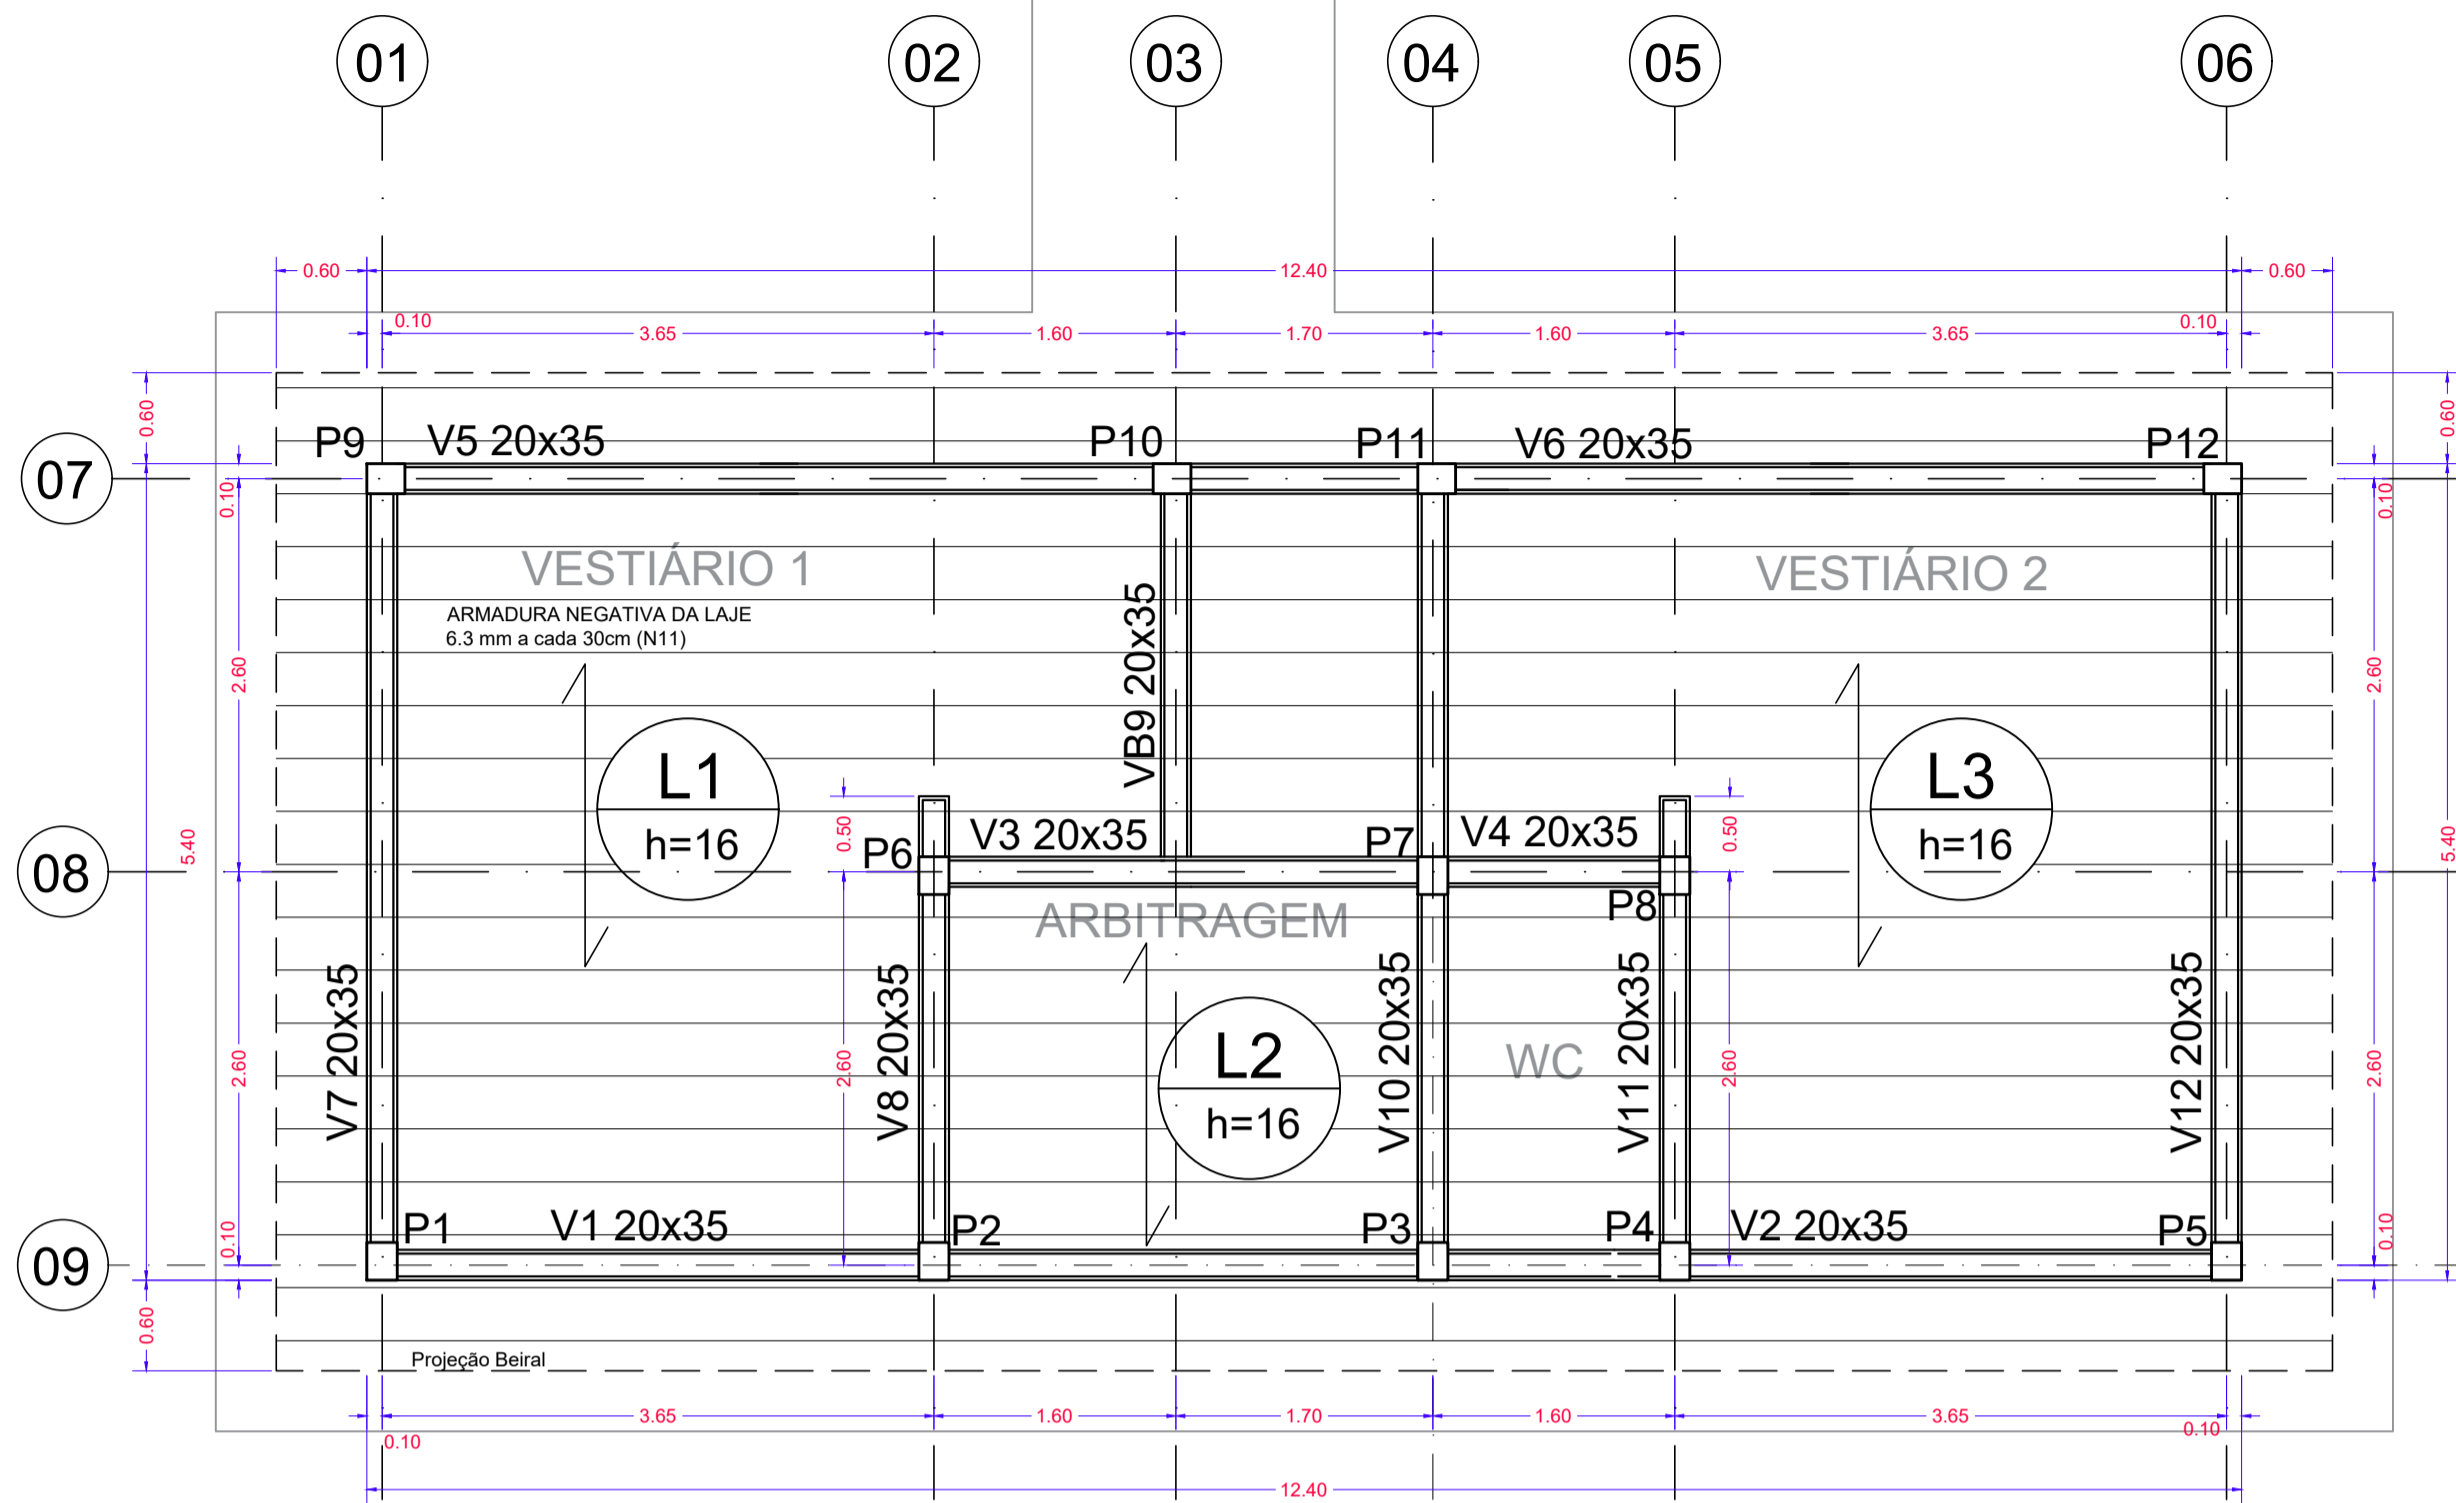 01 02 03 04 05 06
0.60 12.40 0.60
0.10 3.65 1.60 1.70 1.60 3.65 0.10
0.60 0.60
P9 V5 20x35 P10 P11 V6 20x35 P12
07
0.10 0.10
VESTIÁRIO 1 VESTIÁRIO 2
ARMADURA NEGATIVA DA LAJE
6.3 mm a cada 30cm (N11)
2.60 VB9 20x35 2.60
L1 L3
h=16 h=16
5.40 0.50 P6 V3 20x35 P7 V4 20x35 0.50 5.40
08
P8
ARBITRAGEM
V7 20x35 V8 20x35 V10 20x35 V11 20x35 V12 20x35
2.60 2.60 L2 WC 2.60 2.60
h=16
P1 V1 20x35 P2 P3 P4 V2 20x35 P5
0.10 0.10
09
0.60 Projeção Beiral
3.65 1.60 1.70 1.60 3.65
0.10 0.10
12.40